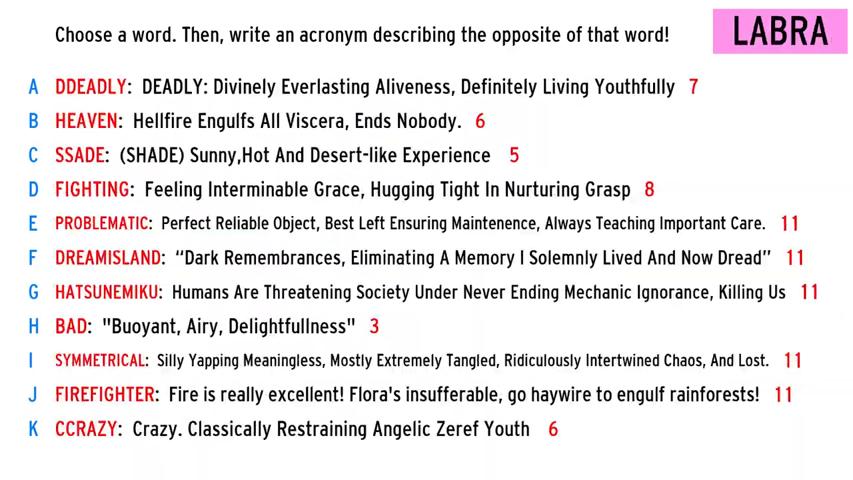 Choose a word. Then, write an acronym describing the opposite of that word!
LABRA
A DDEADLY: DEADLY: Divinely Everlasting Aliveness, Definitely Living Youthfully 7
B HEAVEN: Hellfire Engulfs All Viscera, Ends Nobody. 6
C SSADE: (SHADE) Sunny,Hot And Desert-like Experience 5
D FIGHTING: Feeling Interminable Grace, Hugging Tight In Nurturing Grasp 8
E PROBLEMATIC: Perfect Reliable Object, Best Left Ensuring Maintenence, Always Teaching Important Care. 11
F DREAMISLAND: “Dark Remembrances, Eliminating A Memory I Solemnly Lived And Now Dread” 11
G HATSUNEMIKU: Humans Are Threatening Society Under Never Ending Mechanic Ignorance, Killing Us 11
H BAD: "Buoyant, Airy, Delightfullness" 3
I SYMMETRICAL: Silly Yapping Meaningless, Mostly Extremely Tangled, Ridiculously Intertwined Chaos, And Lost. 11
J FIREFIGHTER: Fire is really excellent! Flora's insufferable, go haywire to engulf rainforests! 11
K CCRAZY: Crazy. Classically Restraining Angelic Zeref Youth 6